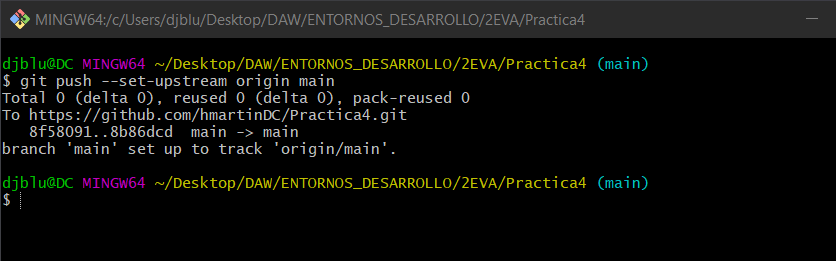 MINGW64:/c/Users/djblu/Desktop/DAW/ENTORNOS_DESARROLLO/2EVA/Practica4
djblu@DC MINGW64 ~/Desktop/DAW/ENTORNOS_DESARROLLO/2EVA/Practica4 (main)
$ git push --set-upstream origin main
Total 0 (delta 0), reused 0 (delta 0), pack-reused 0
To https://github.com/hmartinDC/Practica4.git
   8f58091..8b86dcd  main -> main
branch 'main' set up to track 'origin/main'.
djblu@DC MINGW64 ~/Desktop/DAW/ENTORNOS_DESARROLLO/2EVA/Practica4 (main)
$